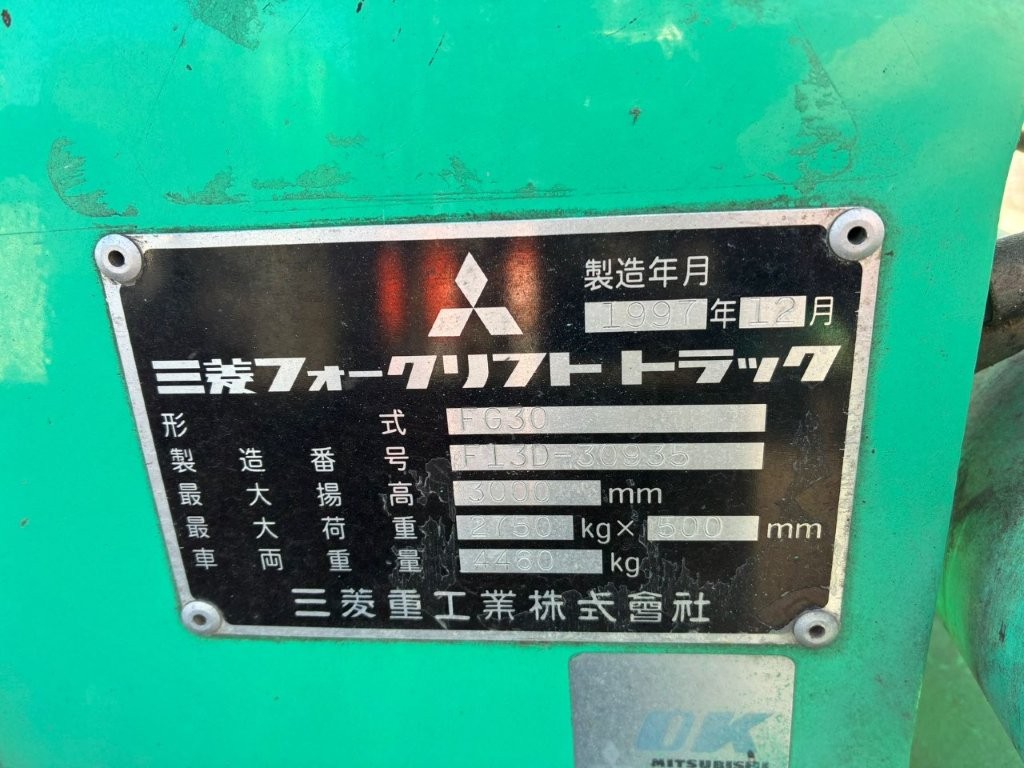 製造年月
1997年12月
三菱フォークリフト トラック
形式 FG30
製造番号 F13D-30935
最大揚高 3000 mm
最大荷重 2750 kg× 500 mm
車両重量 4460 kg
三菱重工業株式會社
OK
MITSUBISHI